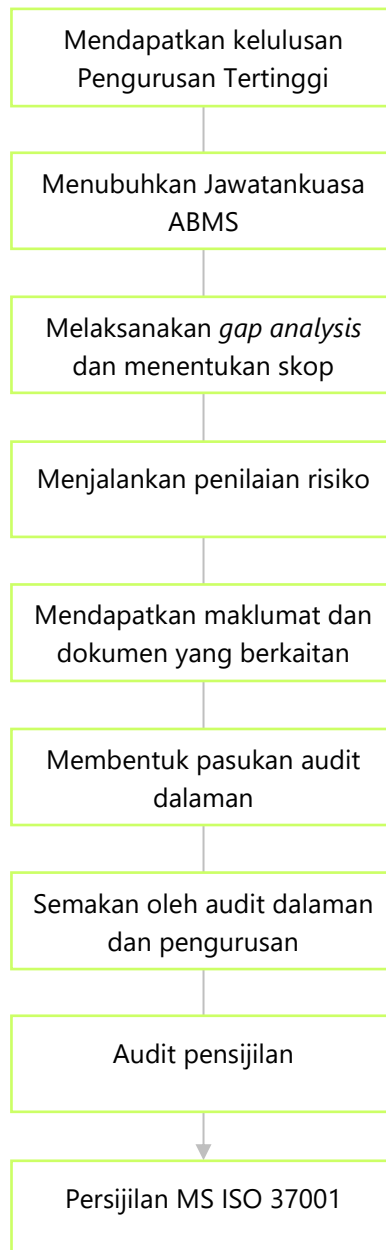 Mendapatkan kelulusan
Pengurusan Tertinggi
Menubuhkan Jawatankuasa
ABMS
Melaksanakan gap analysis
dan menentukan skop
Menjalankan penilaian risiko
Mendapatkan maklumat dan
dokumen yang berkaitan
Membentuk pasukan audit
dalaman
Semakan oleh audit dalaman
dan pengurusan
Audit pensijilan
Persijilan MS ISO 37001